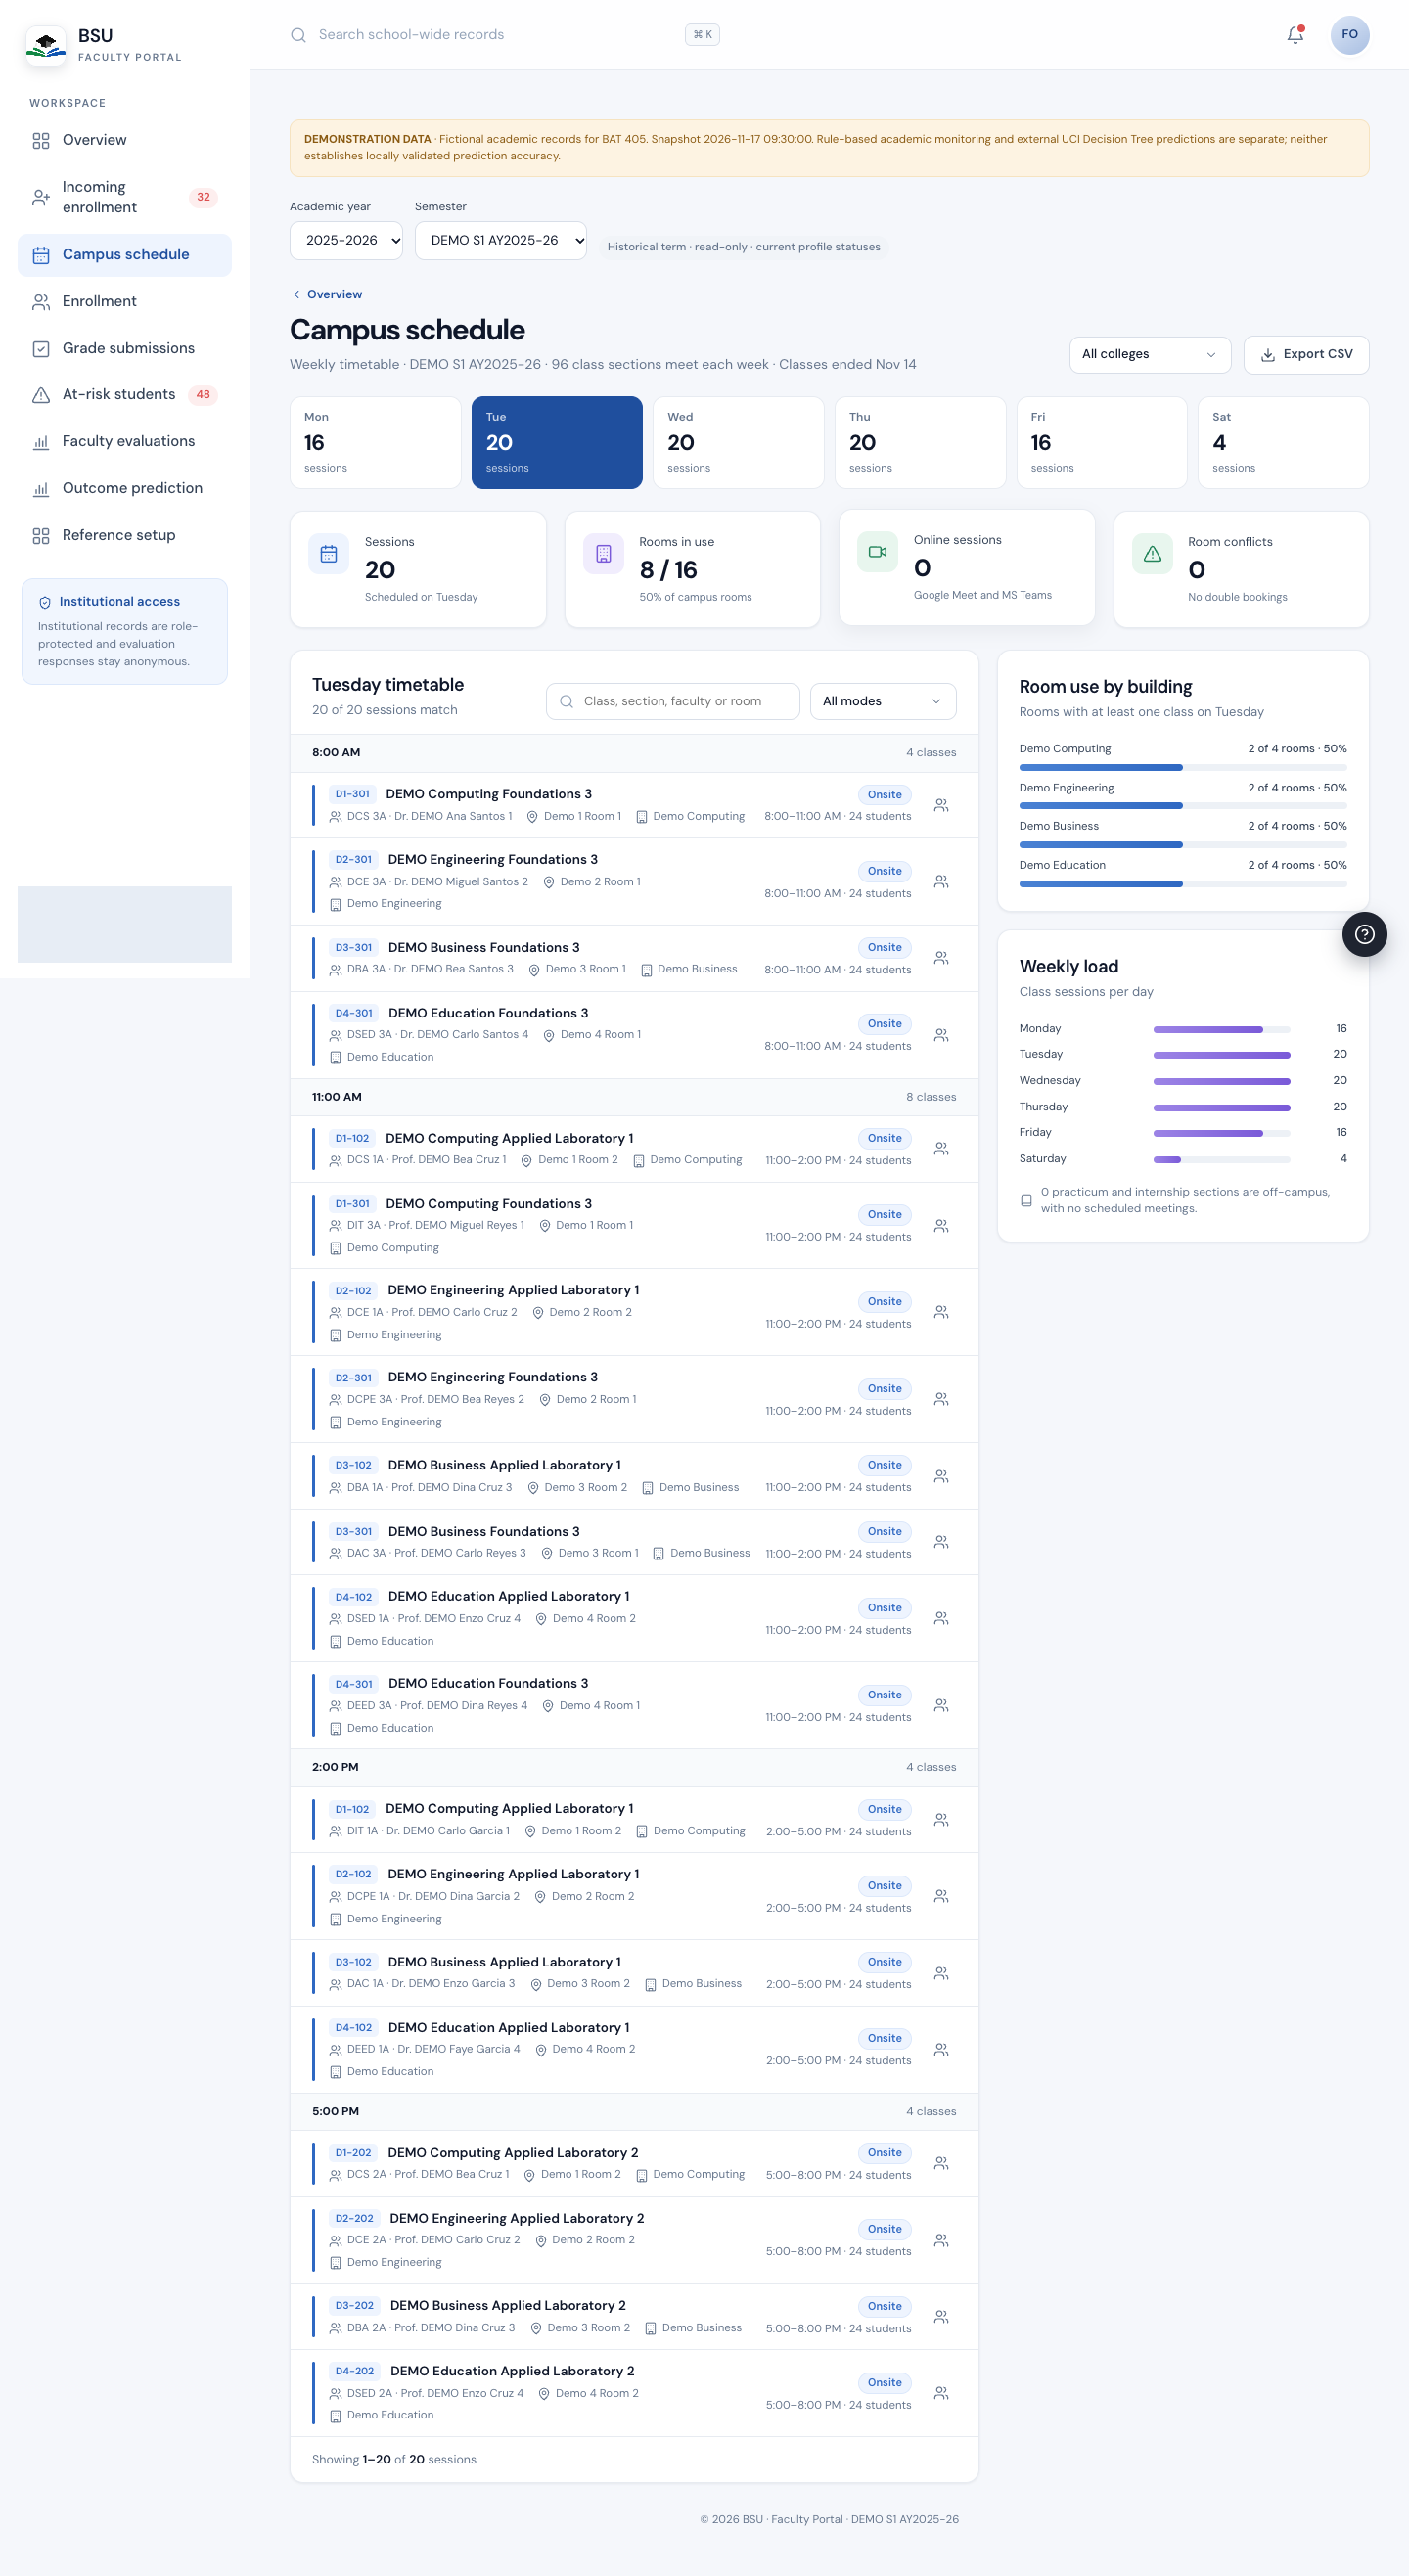 BSU
FACULTY PORTAL
WORKSPACE
Overview
Incoming enrollment 32
Campus schedule
Enrollment
Grade submissions
At-risk students 48
Faculty evaluations
Outcome prediction
Reference setup
Institutional access
Institutional records are role-
protected and evaluation
responses stay anonymous.
Search school-wide records ⌘ K
FO
DEMONSTRATION DATA · Fictional academic records for BAT 405. Snapshot 2026-11-17 09:30:00. Rule-based academic monitoring and external UCI Decision Tree predictions are separate; neither
establishes locally validated prediction accuracy.
Academic year Semester
2025-2026 DEMO S1 AY2025-26 Historical term · read-only · current profile statuses
Overview
Campus schedule
Weekly timetable · DEMO S1 AY2025-26 · 96 class sections meet each week · Classes ended Nov 14
All colleges Export CSV
Mon 16 sessions
Tue 20 sessions
Wed 20 sessions
Thu 20 sessions
Fri 16 sessions
Sat 4 sessions
Sessions 20 Scheduled on Tuesday
Rooms in use 8 / 16 50% of campus rooms
Online sessions 0 Google Meet and MS Teams
Room conflicts 0 No double bookings
Tuesday timetable
20 of 20 sessions match
Class, section, faculty or room All modes
8:00 AM 4 classes
D1-301 DEMO Computing Foundations 3 Onsite
DCS 3A · Dr. DEMO Ana Santos 1 Demo 1 Room 1 Demo Computing 8:00–11:00 AM · 24 students
D2-301 DEMO Engineering Foundations 3 Onsite
DCE 3A · Dr. DEMO Miguel Santos 2 Demo 2 Room 1 8:00–11:00 AM · 24 students
Demo Engineering
D3-301 DEMO Business Foundations 3 Onsite
DBA 3A · Dr. DEMO Bea Santos 3 Demo 3 Room 1 Demo Business 8:00–11:00 AM · 24 students
D4-301 DEMO Education Foundations 3 Onsite
DSED 3A · Dr. DEMO Carlo Santos 4 Demo 4 Room 1 8:00–11:00 AM · 24 students
Demo Education
11:00 AM 8 classes
D1-102 DEMO Computing Applied Laboratory 1 Onsite
DCS 1A · Prof. DEMO Bea Cruz 1 Demo 1 Room 2 Demo Computing 11:00–2:00 PM · 24 students
D1-301 DEMO Computing Foundations 3 Onsite
DIT 3A · Prof. DEMO Miguel Reyes 1 Demo 1 Room 1 11:00–2:00 PM · 24 students
Demo Computing
D2-102 DEMO Engineering Applied Laboratory 1 Onsite
DCE 1A · Prof. DEMO Carlo Cruz 2 Demo 2 Room 2 11:00–2:00 PM · 24 students
Demo Engineering
D2-301 DEMO Engineering Foundations 3 Onsite
DCPE 3A · Prof. DEMO Bea Reyes 2 Demo 2 Room 1 11:00–2:00 PM · 24 students
Demo Engineering
D3-102 DEMO Business Applied Laboratory 1 Onsite
DBA 1A · Prof. DEMO Dina Cruz 3 Demo 3 Room 2 Demo Business 11:00–2:00 PM · 24 students
D3-301 DEMO Business Foundations 3 Onsite
DAC 3A · Prof. DEMO Carlo Reyes 3 Demo 3 Room 1 Demo Business 11:00–2:00 PM · 24 students
D4-102 DEMO Education Applied Laboratory 1 Onsite
DSED 1A · Prof. DEMO Enzo Cruz 4 Demo 4 Room 2 11:00–2:00 PM · 24 students
Demo Education
D4-301 DEMO Education Foundations 3 Onsite
DEED 3A · Prof. DEMO Dina Reyes 4 Demo 4 Room 1 11:00–2:00 PM · 24 students
Demo Education
2:00 PM 4 classes
D1-102 DEMO Computing Applied Laboratory 1 Onsite
DIT 1A · Dr. DEMO Carlo Garcia 1 Demo 1 Room 2 Demo Computing 2:00–5:00 PM · 24 students
D2-102 DEMO Engineering Applied Laboratory 1 Onsite
DCPE 1A · Dr. DEMO Dina Garcia 2 Demo 2 Room 2 2:00–5:00 PM · 24 students
Demo Engineering
D3-102 DEMO Business Applied Laboratory 1 Onsite
DAC 1A · Dr. DEMO Enzo Garcia 3 Demo 3 Room 2 Demo Business 2:00–5:00 PM · 24 students
D4-102 DEMO Education Applied Laboratory 1 Onsite
DEED 1A · Dr. DEMO Faye Garcia 4 Demo 4 Room 2 2:00–5:00 PM · 24 students
Demo Education
5:00 PM 4 classes
D1-202 DEMO Computing Applied Laboratory 2 Onsite
DCS 2A · Prof. DEMO Bea Cruz 1 Demo 1 Room 2 Demo Computing 5:00–8:00 PM · 24 students
D2-202 DEMO Engineering Applied Laboratory 2 Onsite
DCE 2A · Prof. DEMO Carlo Cruz 2 Demo 2 Room 2 5:00–8:00 PM · 24 students
Demo Engineering
D3-202 DEMO Business Applied Laboratory 2 Onsite
DBA 2A · Prof. DEMO Dina Cruz 3 Demo 3 Room 2 Demo Business 5:00–8:00 PM · 24 students
D4-202 DEMO Education Applied Laboratory 2 Onsite
DSED 2A · Prof. DEMO Enzo Cruz 4 Demo 4 Room 2 5:00–8:00 PM · 24 students
Demo Education
Showing 1–20 of 20 sessions
Room use by building
Rooms with at least one class on Tuesday
Demo Computing 2 of 4 rooms · 50%
Demo Engineering 2 of 4 rooms · 50%
Demo Business 2 of 4 rooms · 50%
Demo Education 2 of 4 rooms · 50%
Weekly load
Class sessions per day
Monday 16
Tuesday 20
Wednesday 20
Thursday 20
Friday 16
Saturday 4
0 practicum and internship sections are off-campus,
with no scheduled meetings.
© 2026 BSU · Faculty Portal · DEMO S1 AY2025-26